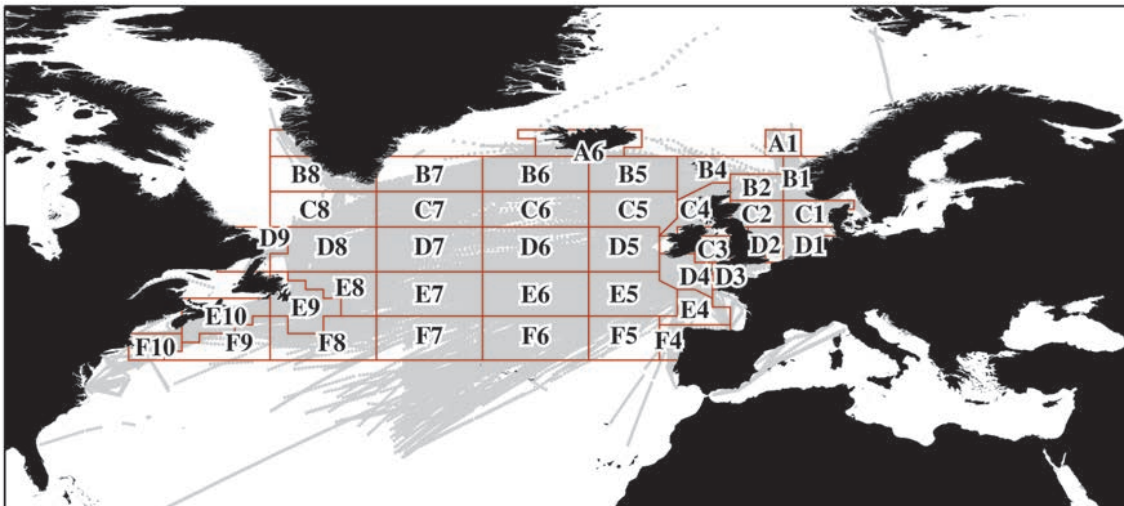 A1
A6
B8 B7 B6 B5 B4 B2 B1
C8 C7 C6 C5 C4 C2 C1
D9 D8 D7 D6 D5 C3 D2 D1
E9 E8 E7 E6 E5 D4 D3
E10 E4
F10 F9 F8 F7 F6 F5 F4